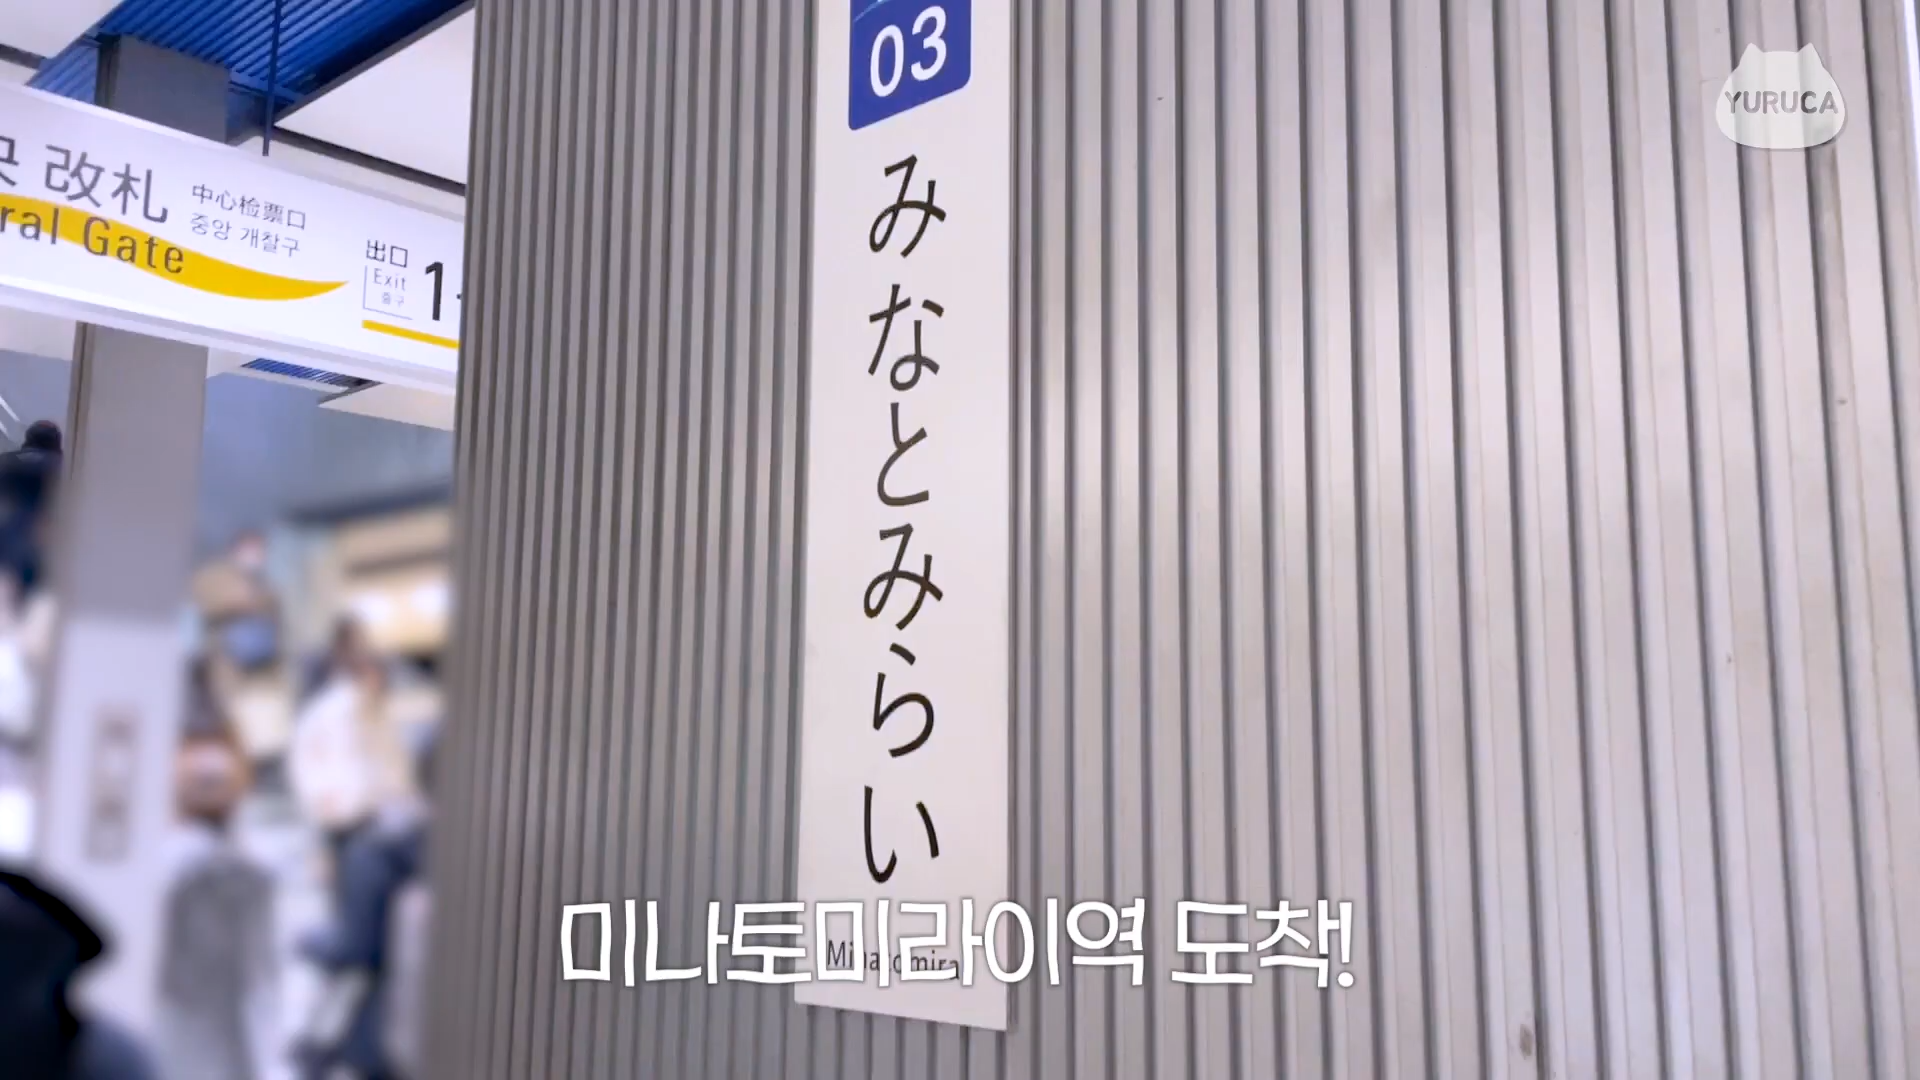 03
みなとみらい
改札
中心检票口
중앙 개찰구
Gate
出口
Exit
출구
1
YURUCA
미나토미라이역 도착!